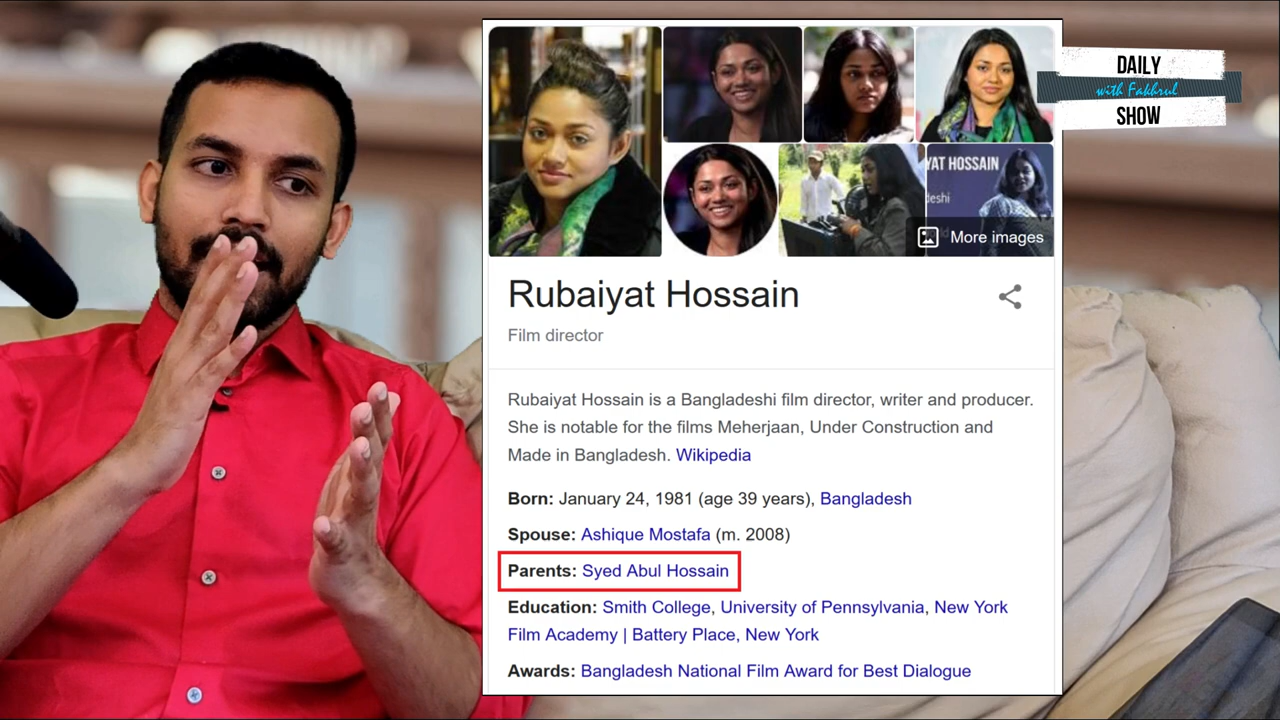 DAILY
with Fakhrul
SHOW
YAT HOSSAIN
deshi
More images
Rubaiyat Hossain
Film director
Rubaiyat Hossain is a Bangladeshi film director, writer and producer.
She is notable for the films Meherjaan, Under Construction and
Made in Bangladesh. Wikipedia
Born: January 24, 1981 (age 39 years), Bangladesh
Spouse: Ashique Mostafa (m. 2008)
Parents: Syed Abul Hossain
Education: Smith College, University of Pennsylvania, New York
Film Academy | Battery Place, New York
Awards: Bangladesh National Film Award for Best Dialogue